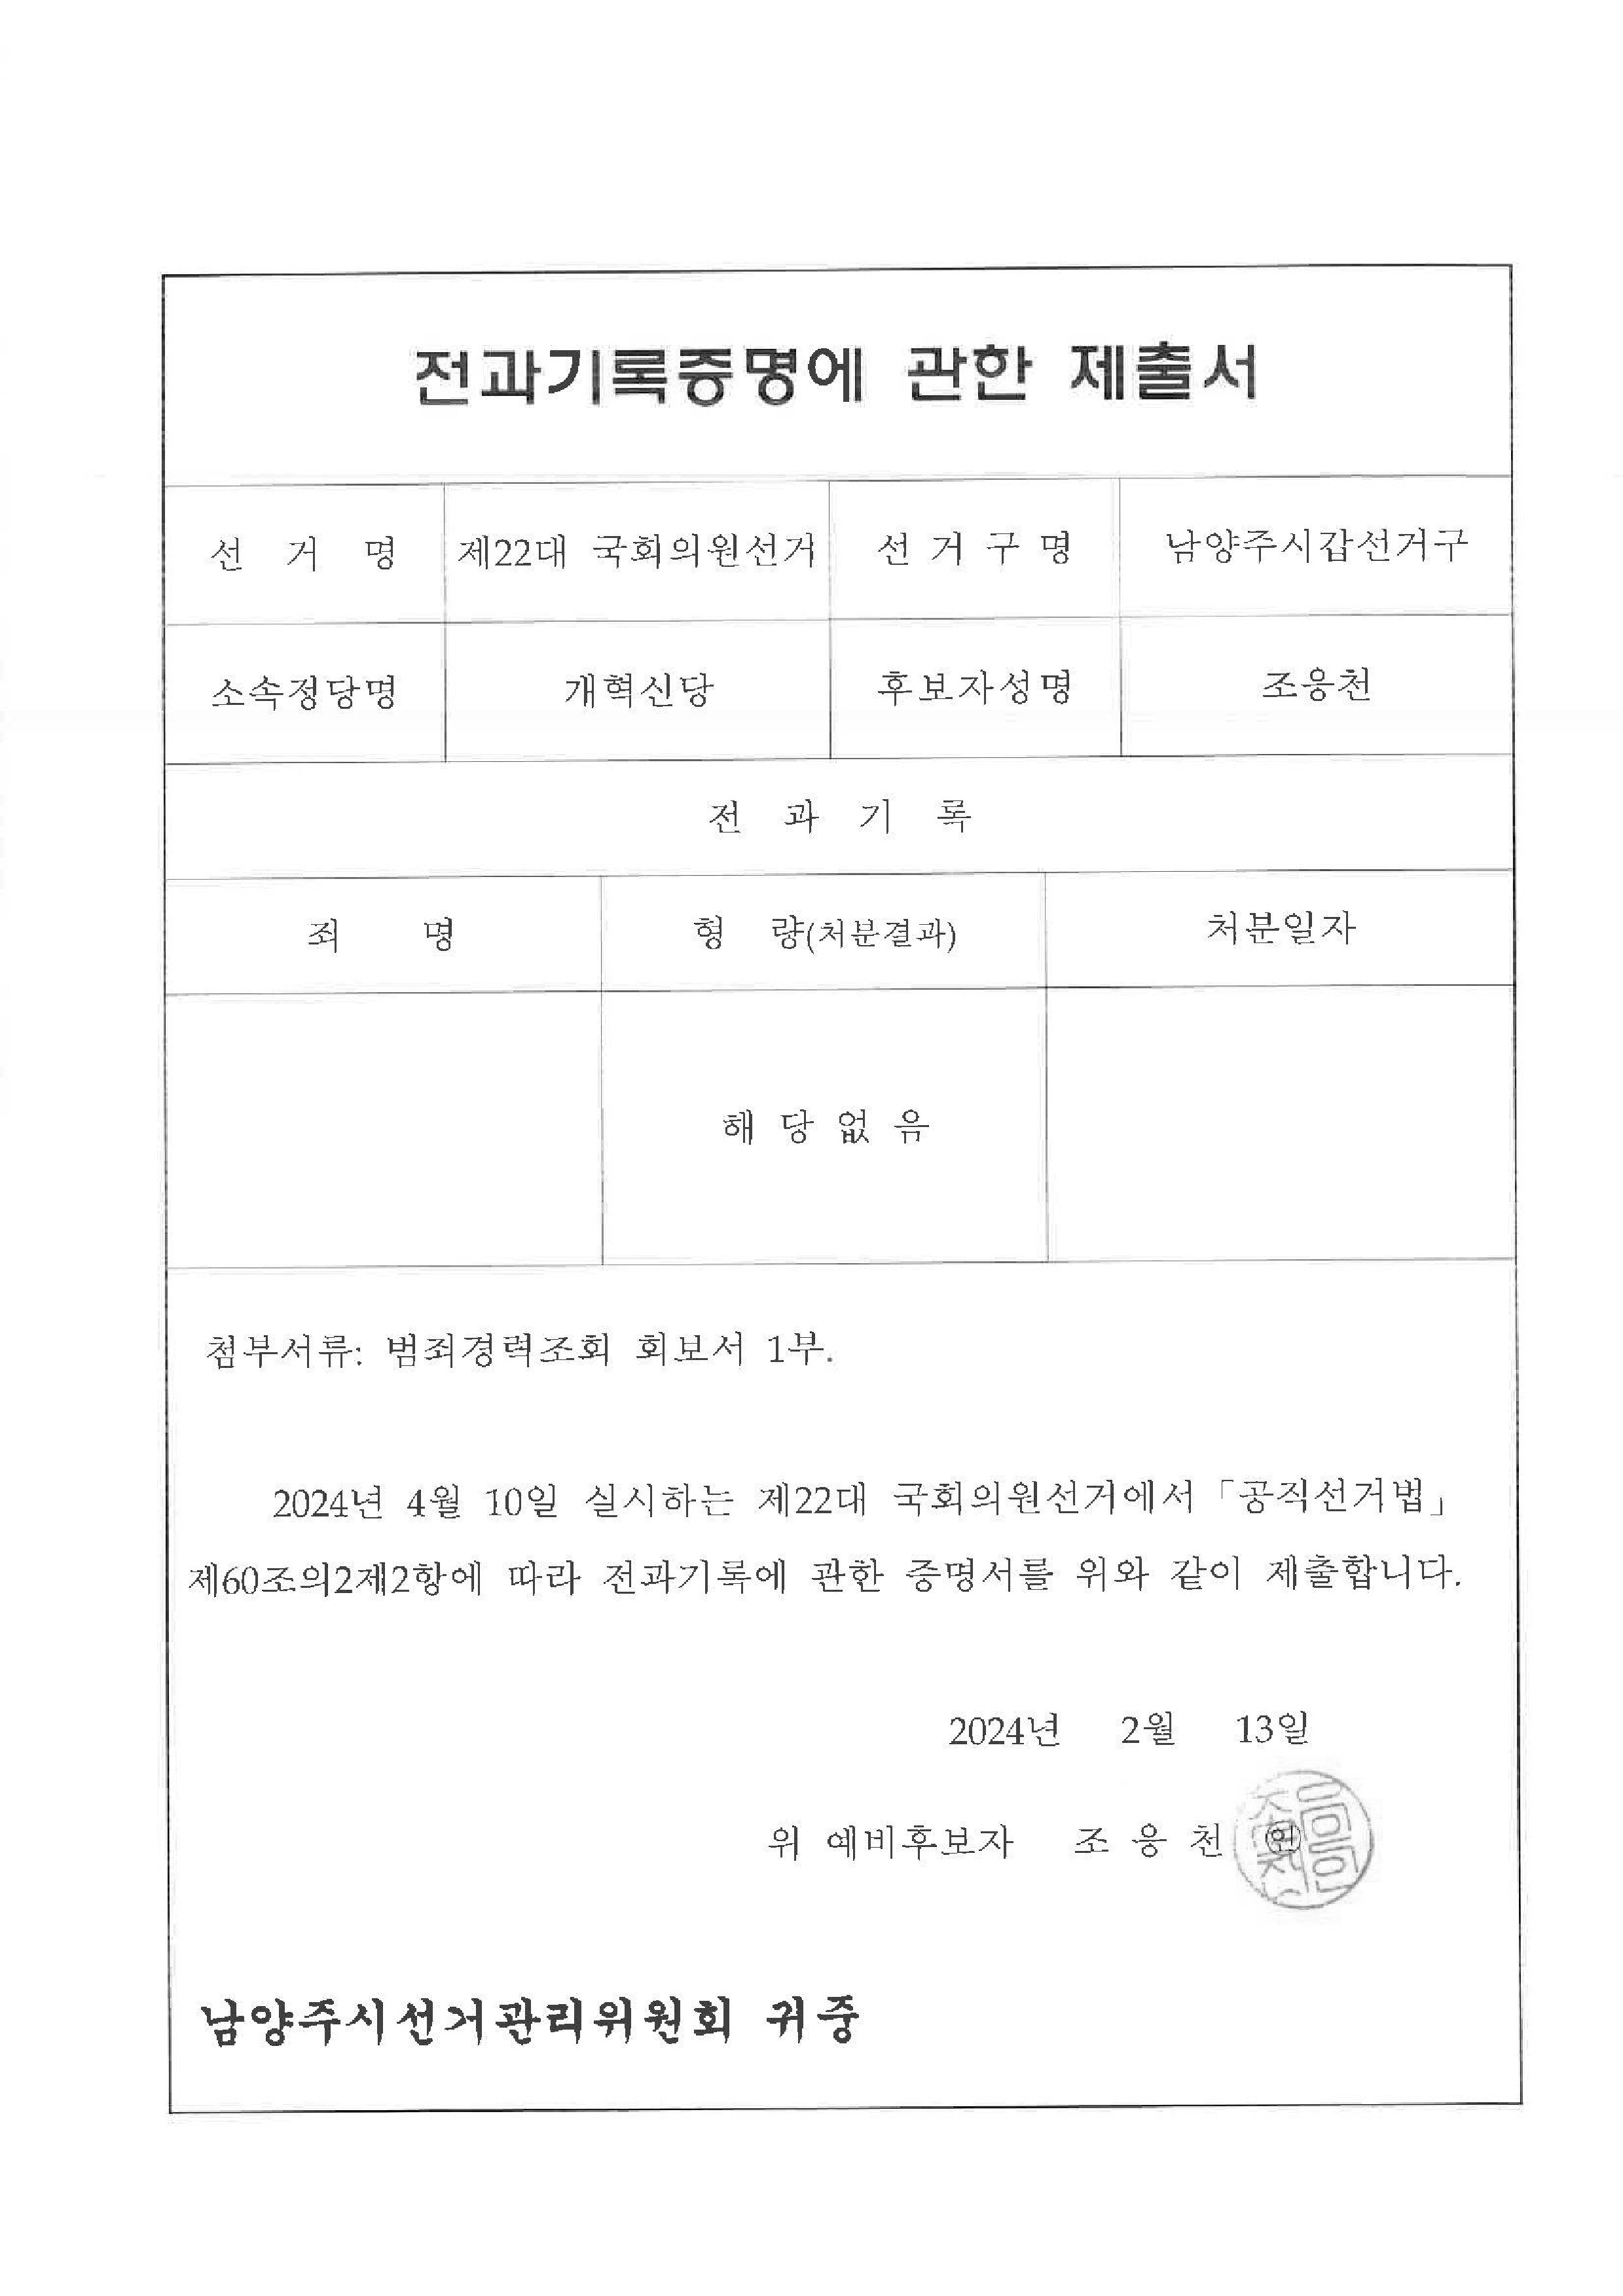 전과기록증명에 관한 제출서
선 거 명 제22대 국회의원선거 선 거 구 명 남양주시갑선거구
소속정당명 개혁신당 후보자성명 조응천
전 과 기 록
죄 명 형 량(처분결과) 처분일자
해 당 없 음
첨부서류: 범죄경력조회 회보서 1부.
2024년 4월 10일 실시하는 제22대 국회의원선거에서 「공직선거법」
제60조의2제2항에 따라 전과기록에 관한 증명서를 위와 같이 제출합니다.
2024년 2월 13일
위 예비후보자 조 응 천 ㊞
남양주시선거관리위원회 귀중